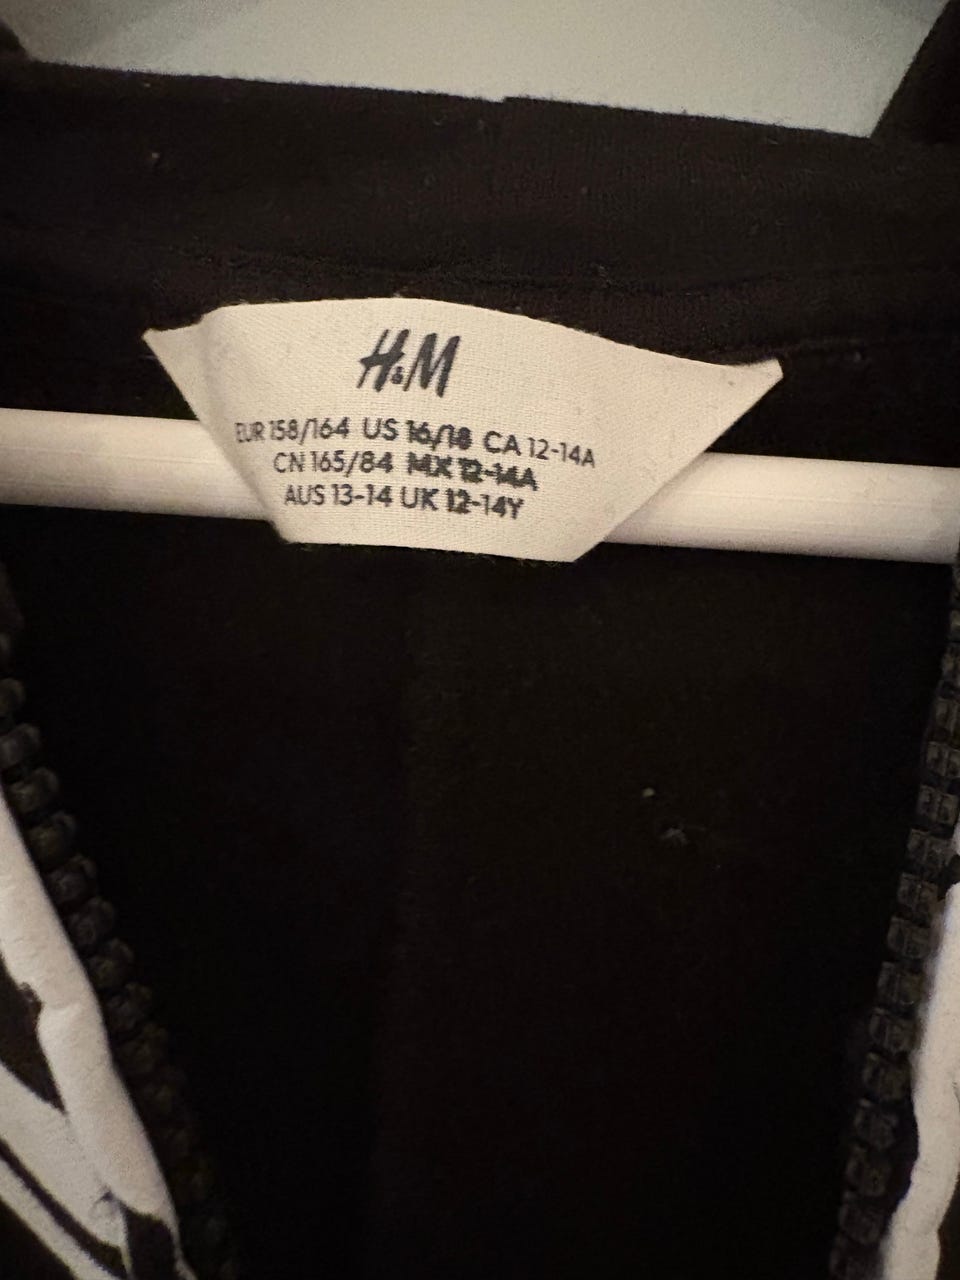 H&M
EUR 158/164 US 16/18 CA 12-14A
CN 165/84 MX 12-14A
AUS 13-14 UK 12-14Y